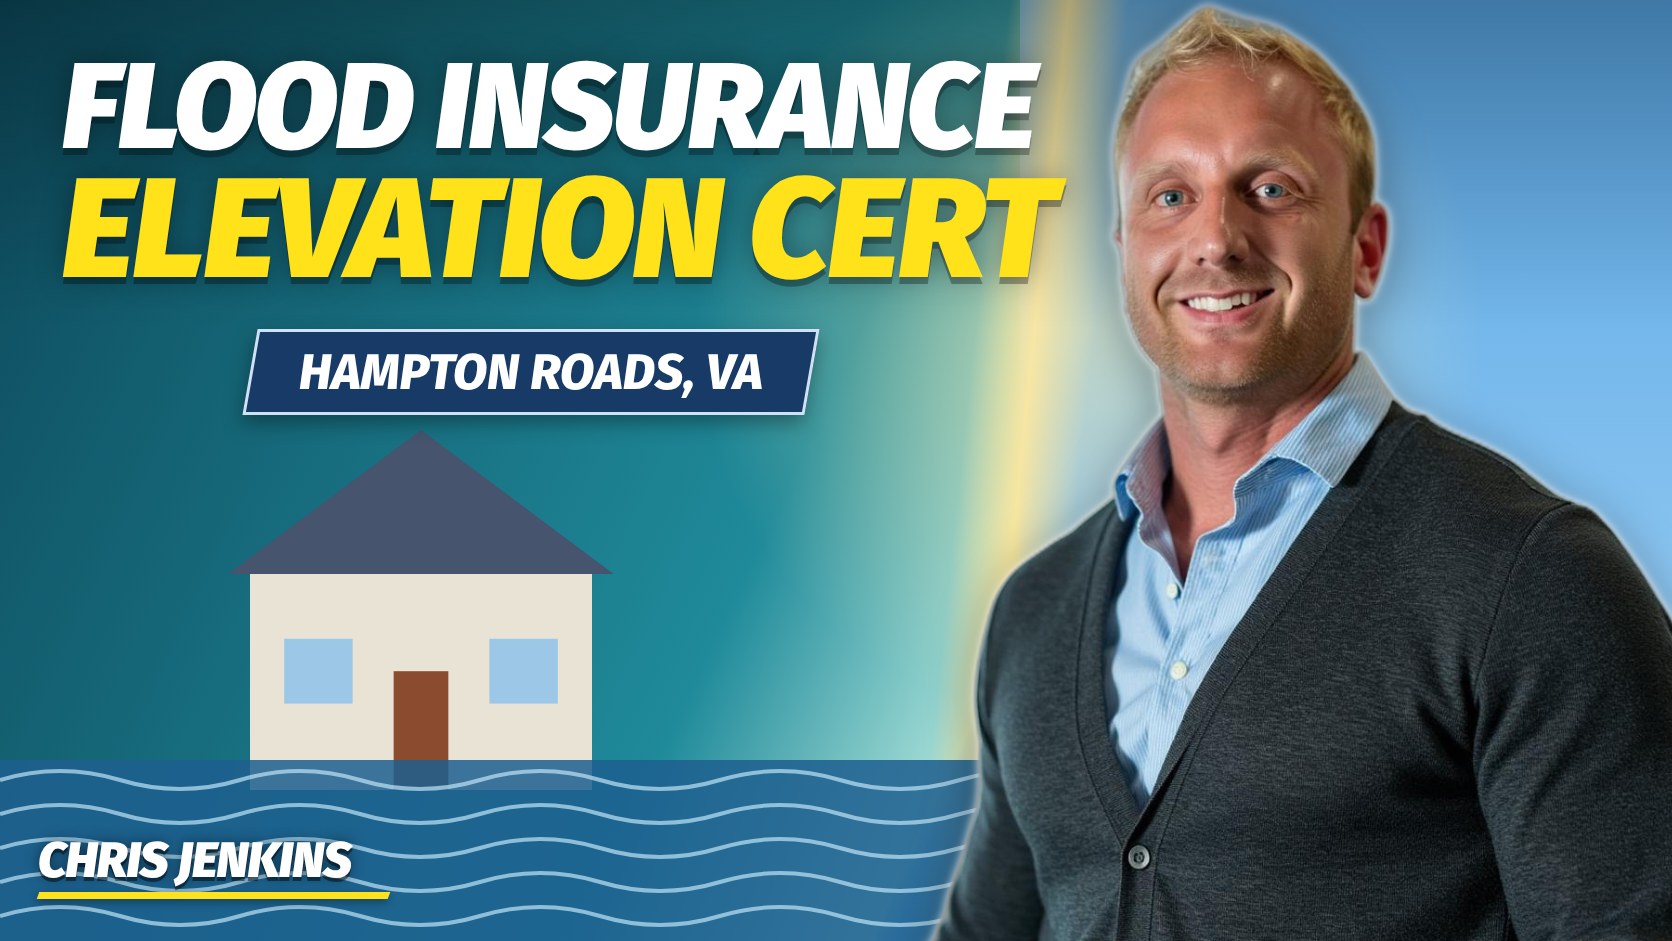 FLOOD INSURANCE
ELEVATION CERT
HAMPTON ROADS, VA
CHRIS JENKINS